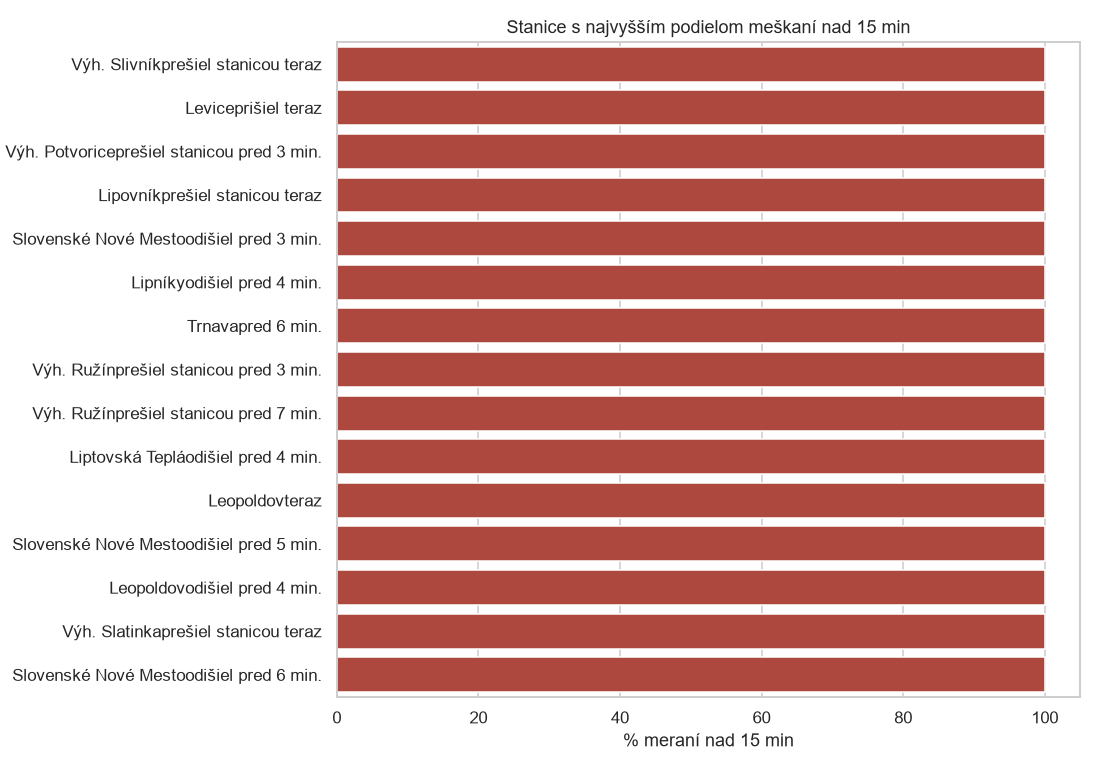 Stanice s najvyšším podielom meškaní nad 15 min
Výh. Slivníkprešiel stanicou teraz
Leviceprišiel teraz
Výh. Potvoriceprešiel stanicou pred 3 min.
Lipovníkprešiel stanicou teraz
Slovenské Nové Mestoodišiel pred 3 min.
Lipníkyodišiel pred 4 min.
Trnavapred 6 min.
Výh. Ružínprešiel stanicou pred 3 min.
Výh. Ružínprešiel stanicou pred 7 min.
Liptovská Tepláodišiel pred 4 min.
Leopoldovteraz
Slovenské Nové Mestoodišiel pred 5 min.
Leopoldovodišiel pred 4 min.
Výh. Slatinkaprešiel stanicou teraz
Slovenské Nové Mestoodišiel pred 6 min.
0 20 40 60 80 100
% meraní nad 15 min